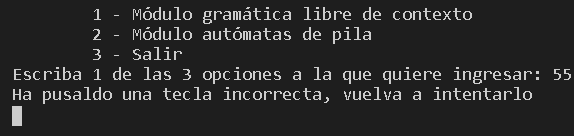 1 - Módulo gramática libre de contexto
2 - Módulo autómatas de pila
3 - Salir
Escriba 1 de las 3 opciones a la que quiere ingresar: 55
Ha pusaldo una tecla incorrecta, vuelva a intentarlo